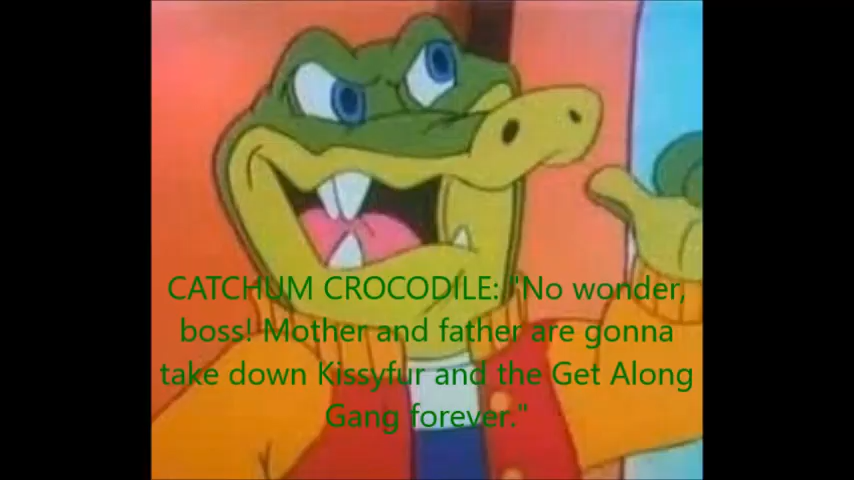 CATCHUM CROCODILE: "No wonder,
boss! Mother and father are gonna
take down Kissyfur and the Get Along
Gang forever."